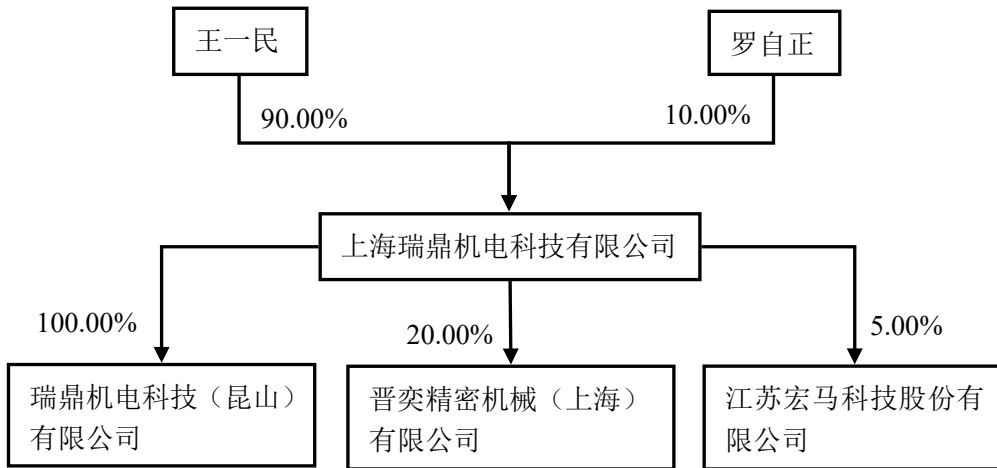 王一民
罗自正
90.00%
10.00%
上海瑞鼎机电科技有限公司
100.00%
20.00%
5.00%
瑞鼎机电科技（昆山）
有限公司
晋奕精密机械（上海）
有限公司
江苏宏马科技股份有
限公司